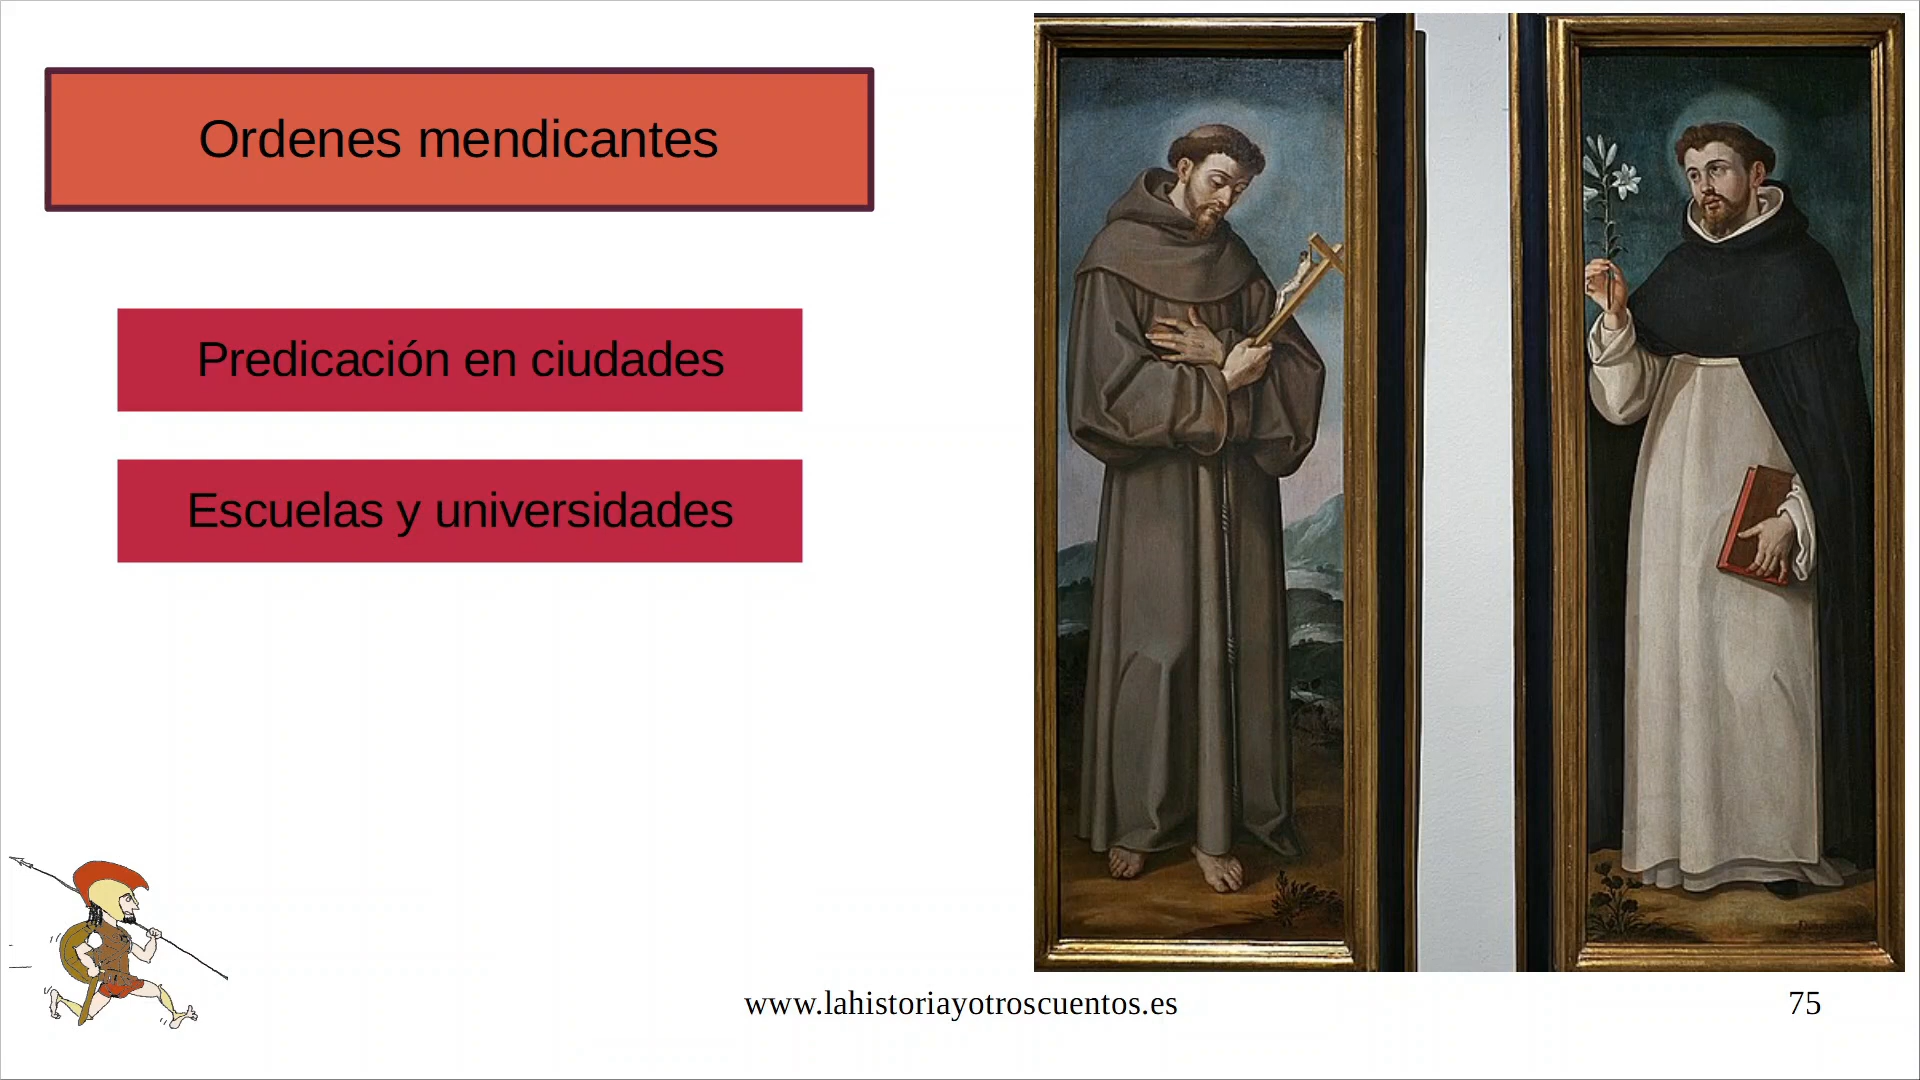 Ordenes mendicantes
Predicación en ciudades
Escuelas y universidades
www.lahistoriayotroscuentos.es
75